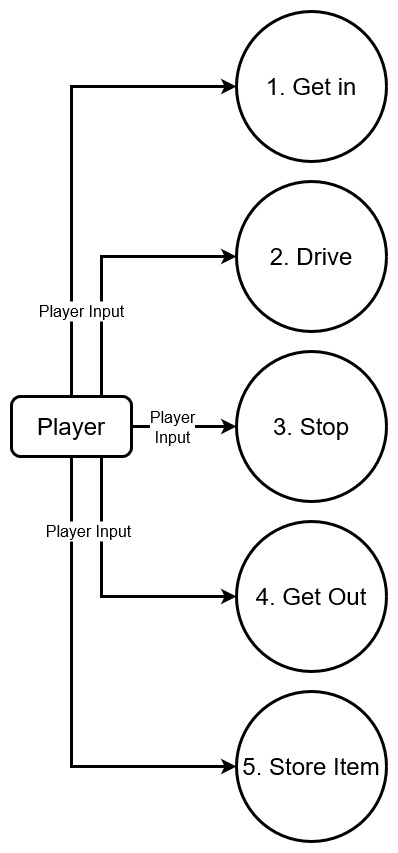 1. Get in
2. Drive
Player Input
Player
Player
Input
3. Stop
Player Input
4. Get Out
5. Store Item